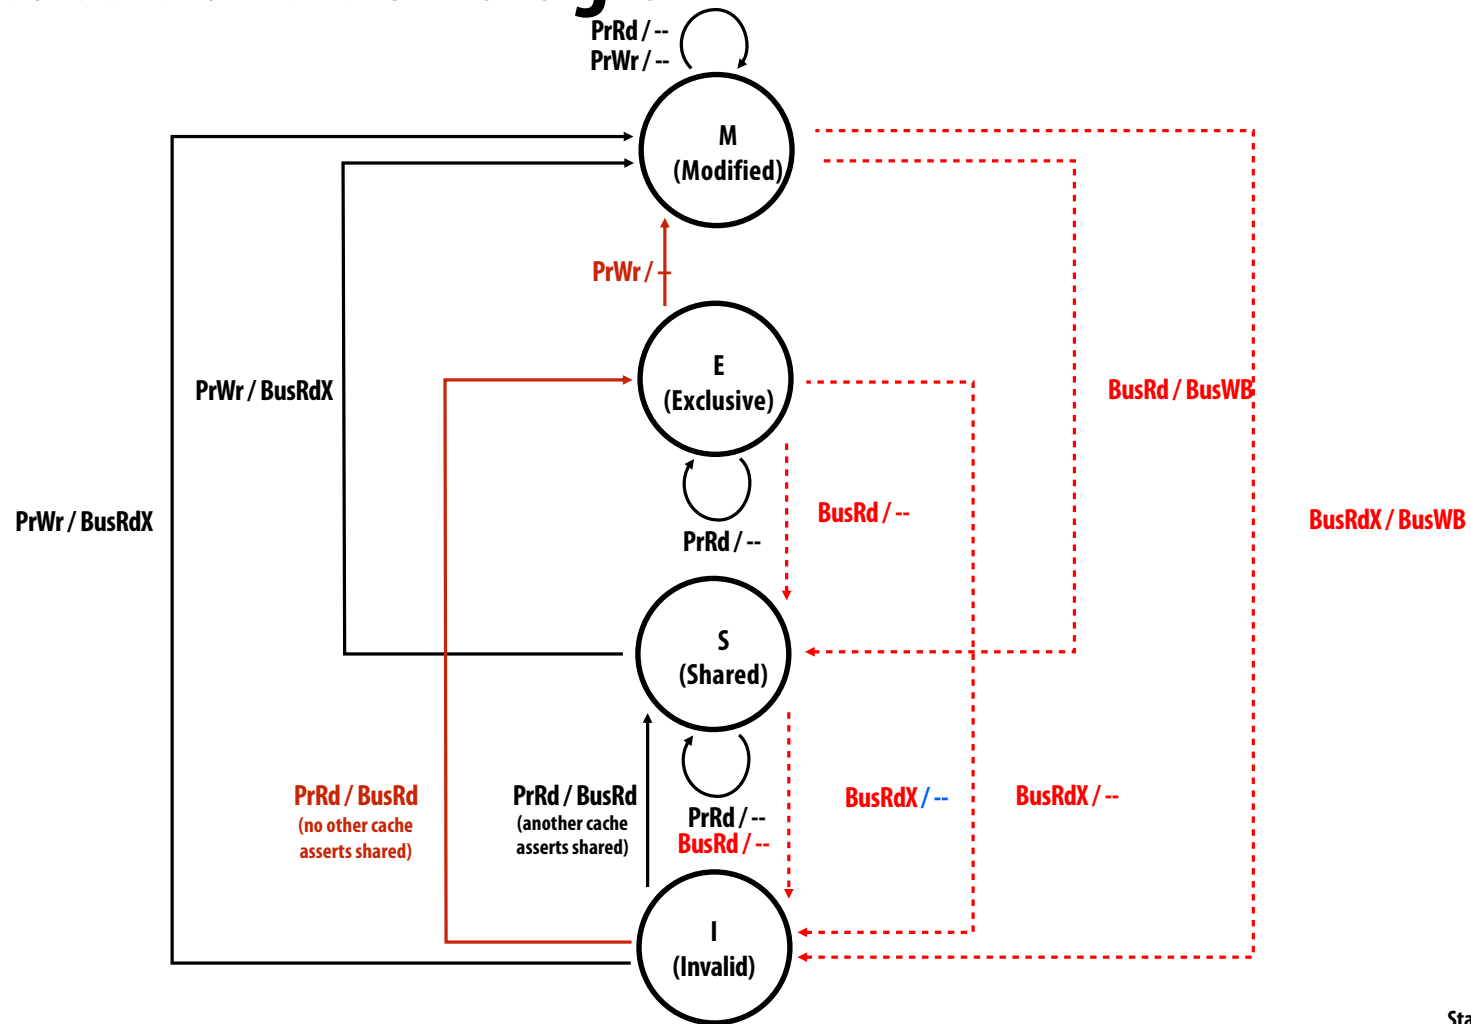 PrRd / --
PrWr / --
M
(Modified)
PrWr / --
E
(Exclusive)
PrWr / BusRdX
BusRd / BusWB
PrWr / BusRdX
BusRd / --
BusRdX / BusWB
PrRd / --
S
(Shared)
PrRd / BusRd
(no other cache
asserts shared)
PrRd / BusRd
(another cache
asserts shared)
PrRd / --
BusRd / --
BusRdX / --
BusRdX / --
I
(Invalid)
Sta